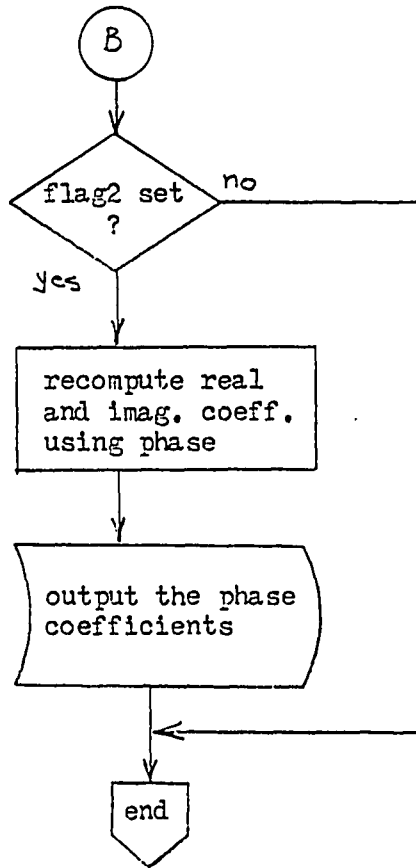 B
flag2 set
?
no
yes
recompute real
and imag. coeff.
using phase
output the phase
coefficients
end